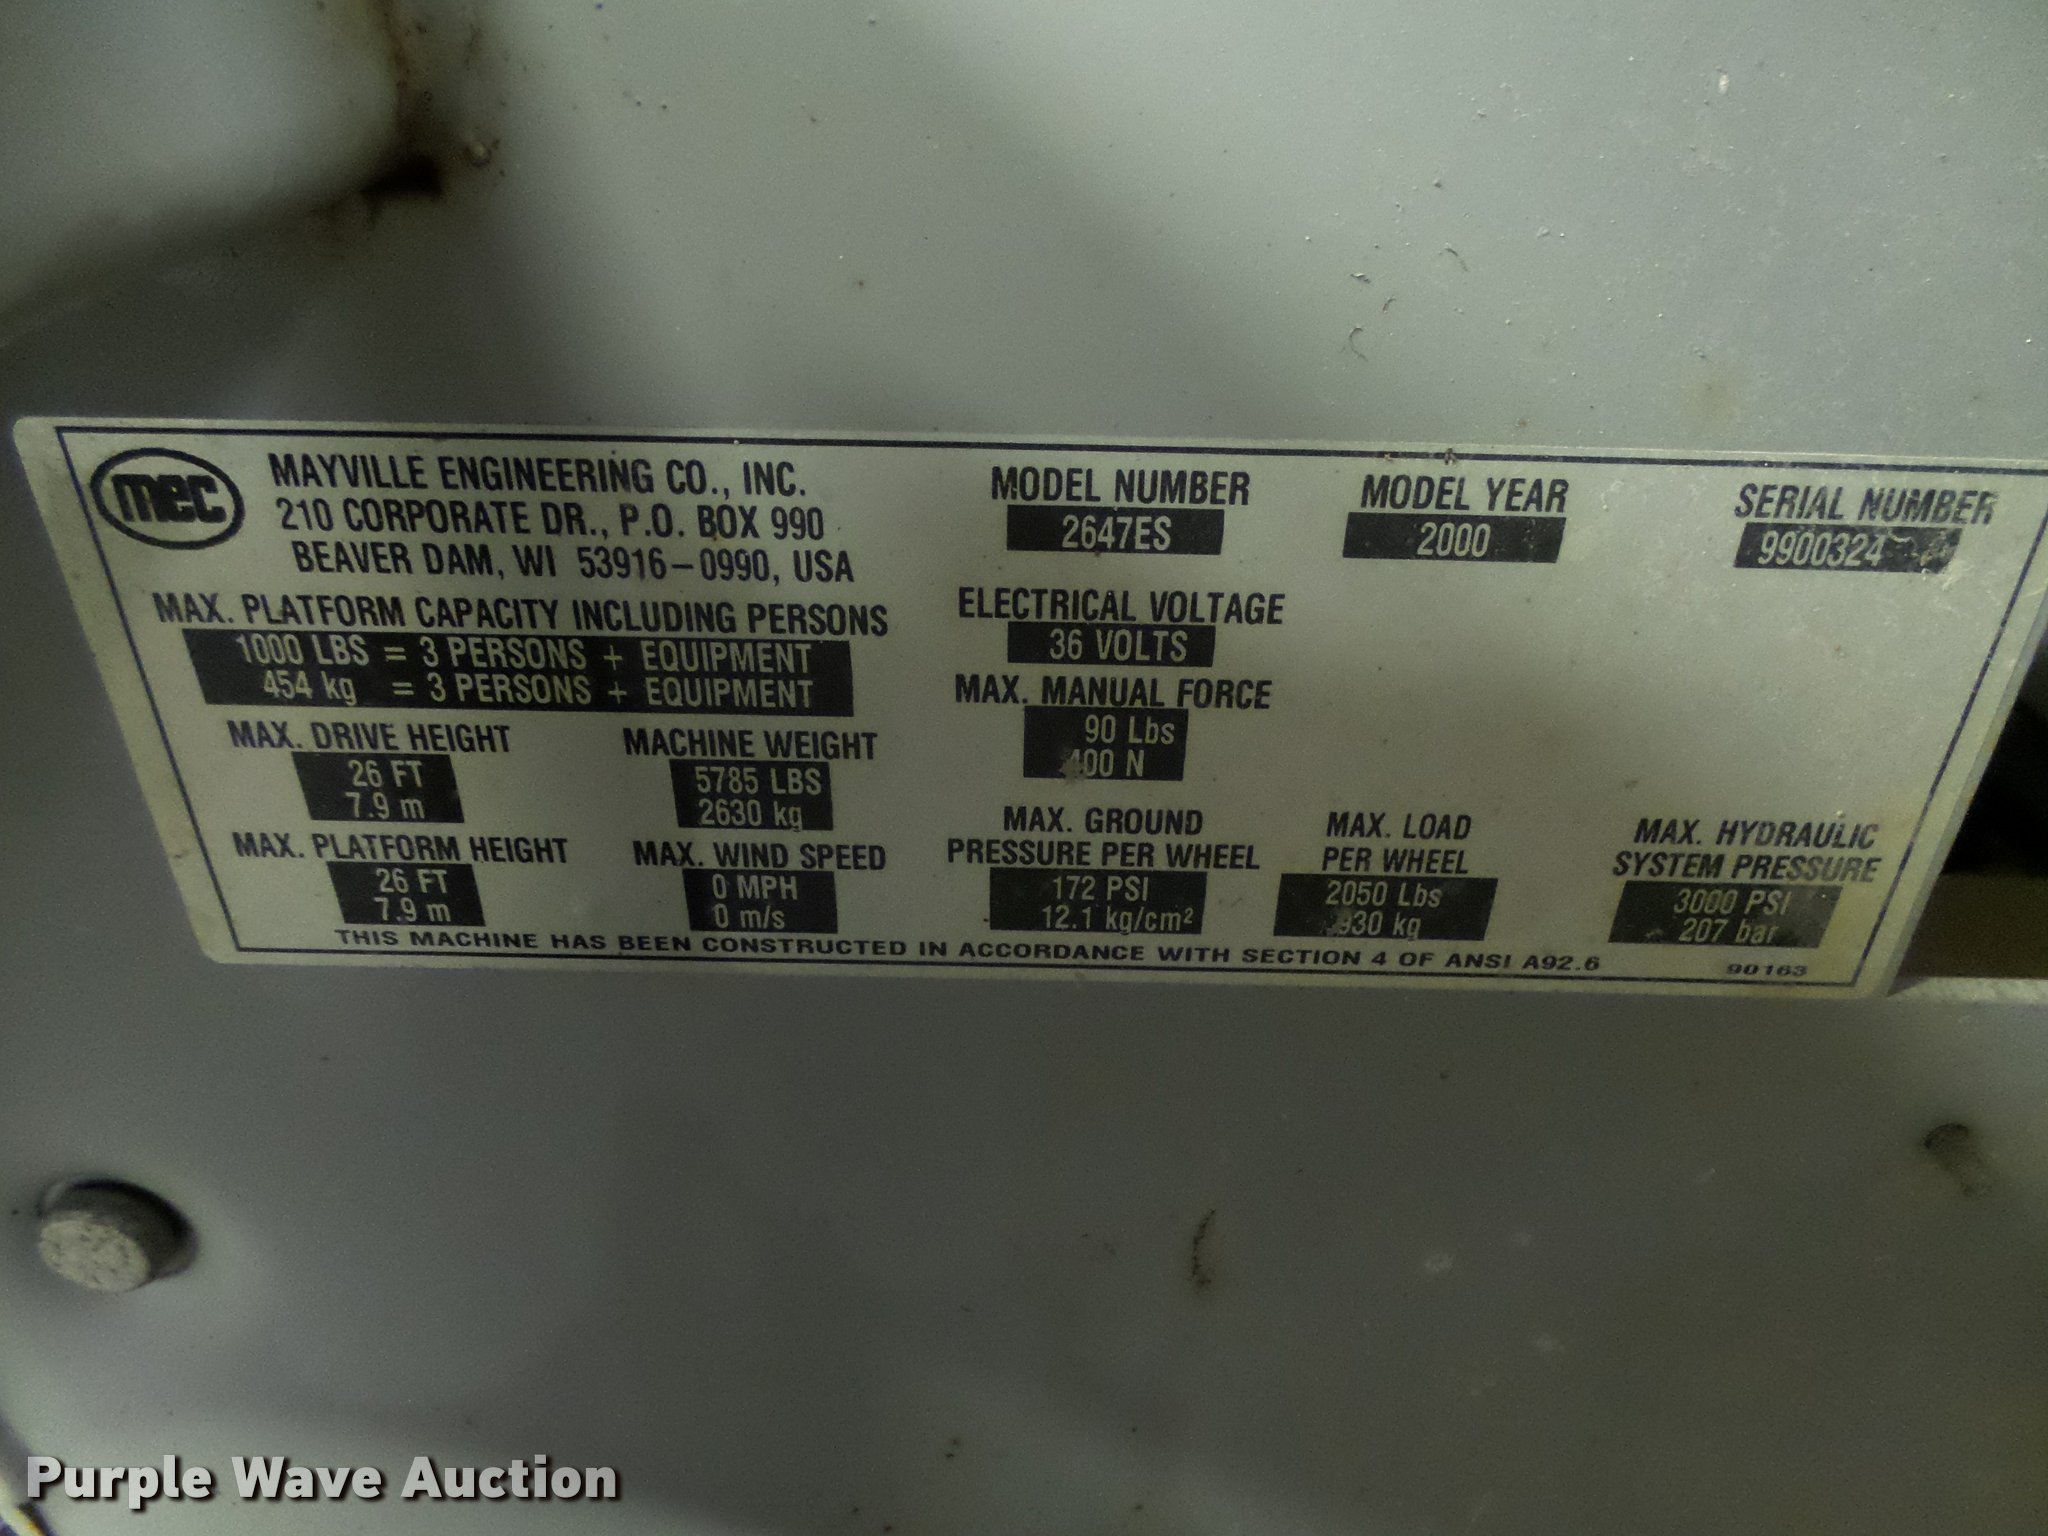 mec
MAYVILLE ENGINEERING CO., INC.
210 CORPORATE DR., P.O. BOX 990
BEAVER DAM, WI 53916-0990, USA
MODEL NUMBER
2647ES
MODEL YEAR
2000
SERIAL NUMBER
9900324
MAX. PLATFORM CAPACITY INCLUDING PERSONS
1000 LBS = 3 PERSONS + EQUIPMENT
454 kg = 3 PERSONS + EQUIPMENT
ELECTRICAL VOLTAGE
36 VOLTS
MAX. MANUAL FORCE
90 Lbs
400 N
MAX. DRIVE HEIGHT
26 FT
7.9 m
MACHINE WEIGHT
5785 LBS
2630 kg
MAX. PLATFORM HEIGHT
26 FT
7.9 m
MAX. WIND SPEED
0 MPH
0 m/s
MAX. GROUND
PRESSURE PER WHEEL
172 PSI
12.1 kg/cm²
MAX. LOAD
PER WHEEL
2050 Lbs
930 kg
MAX. HYDRAULIC
SYSTEM PRESSURE
3000 PSI
207 bar
THIS MACHINE HAS BEEN CONSTRUCTED IN ACCORDANCE WITH SECTION 4 OF ANSI A92.6
90163
Purple Wave Auction